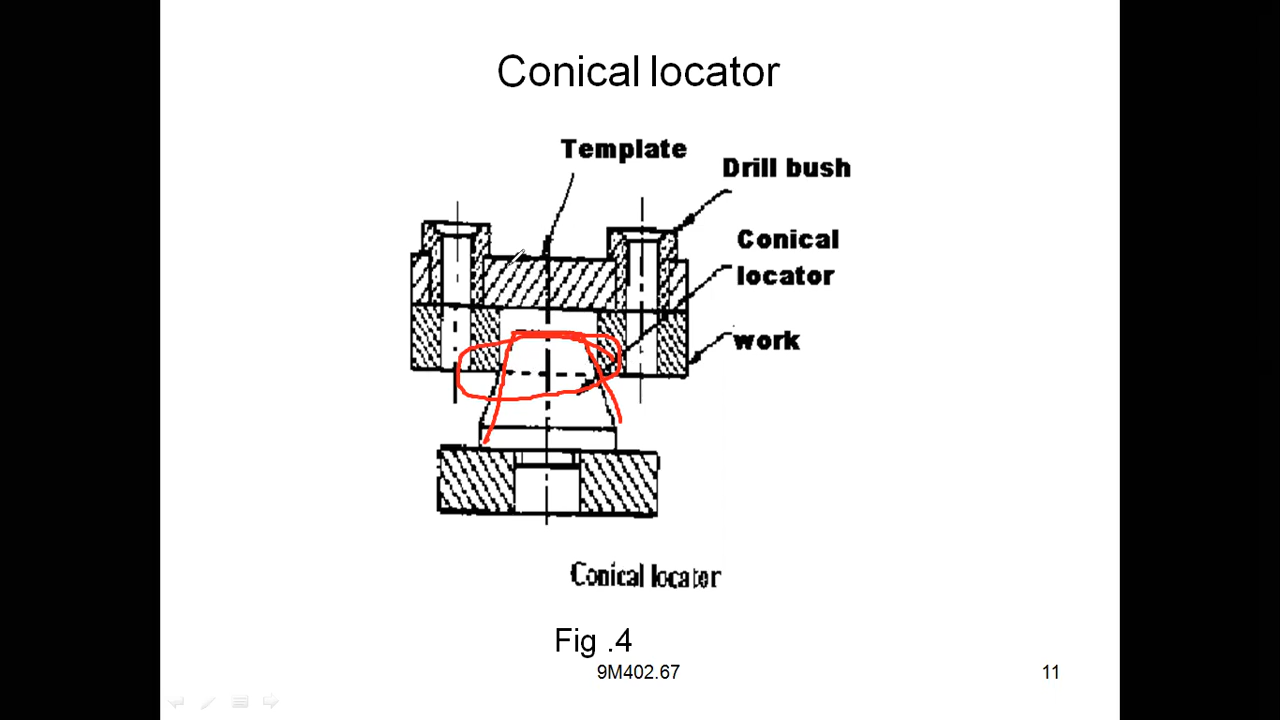 Conical locator
Template
Drill bush
Conical
locator
work
Conical locator
Fig .4
9M402.67
11